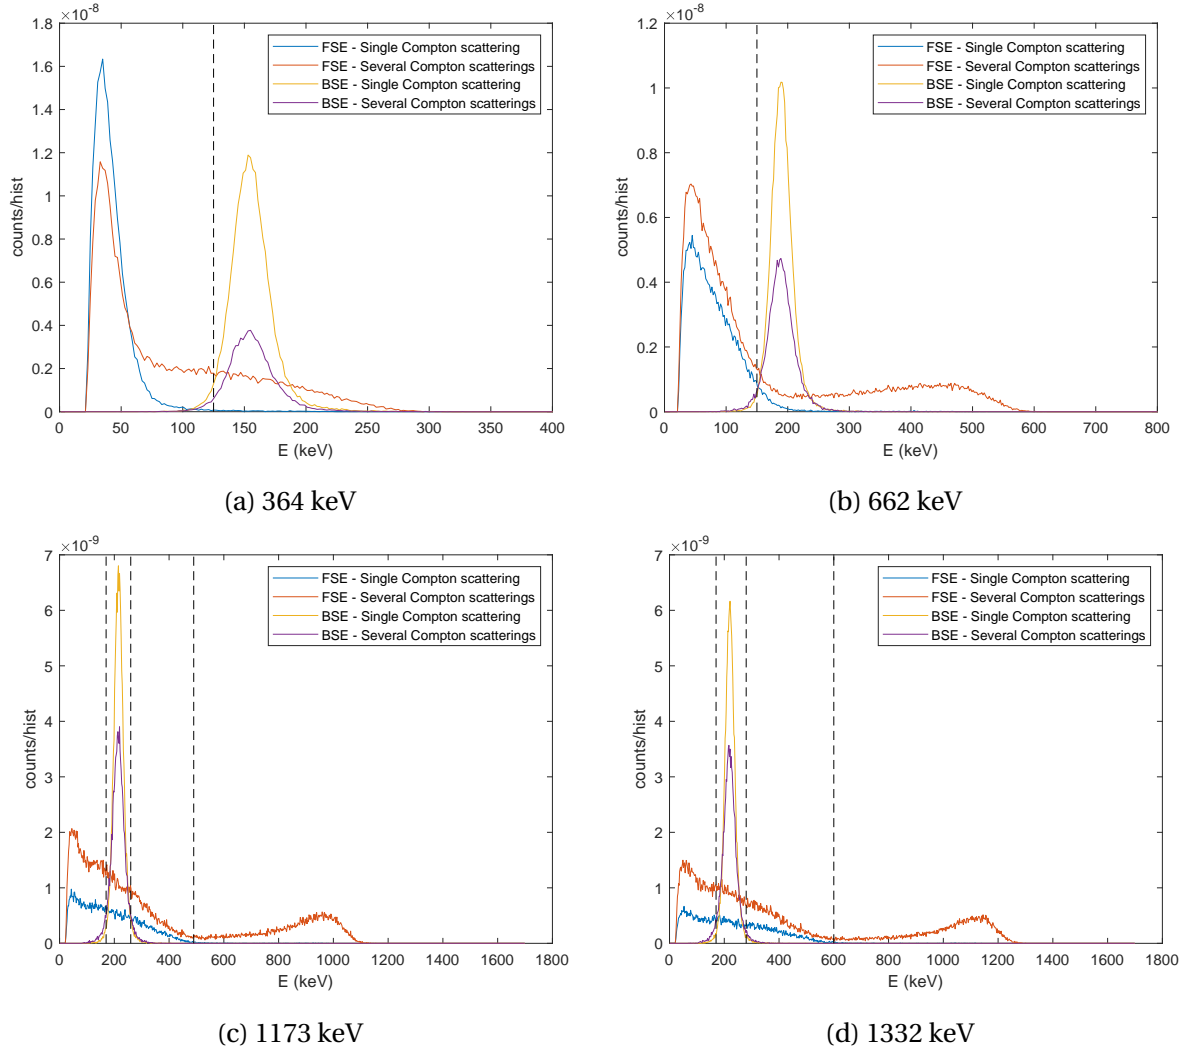 ×10⁻⁸
1.8
1.6
1.4
1.2
1
0.8
0.6
0.4
0.2
0
counts/hist
FSE - Single Compton scattering
FSE - Several Compton scatterings
BSE - Single Compton scattering
BSE - Several Compton scatterings
0 50 100 150 200 250 300 350 400
E (keV)
(a) 364 keV
×10⁻⁸
1.2
1
0.8
0.6
0.4
0.2
0
counts/hist
FSE - Single Compton scattering
FSE - Several Compton scatterings
BSE - Single Compton scattering
BSE - Several Compton scatterings
0 100 200 300 400 500 600 700 800
E (keV)
(b) 662 keV
×10⁻⁹
7
6
5
4
3
2
1
0
counts/hist
FSE - Single Compton scattering
FSE - Several Compton scatterings
BSE - Single Compton scattering
BSE - Several Compton scatterings
0 200 400 600 800 1000 1200 1400 1600 1800
E (keV)
(c) 1173 keV
×10⁻⁹
7
6
5
4
3
2
1
0
counts/hist
FSE - Single Compton scattering
FSE - Several Compton scatterings
BSE - Single Compton scattering
BSE - Several Compton scatterings
0 200 400 600 800 1000 1200 1400 1600 1800
E (keV)
(d) 1332 keV